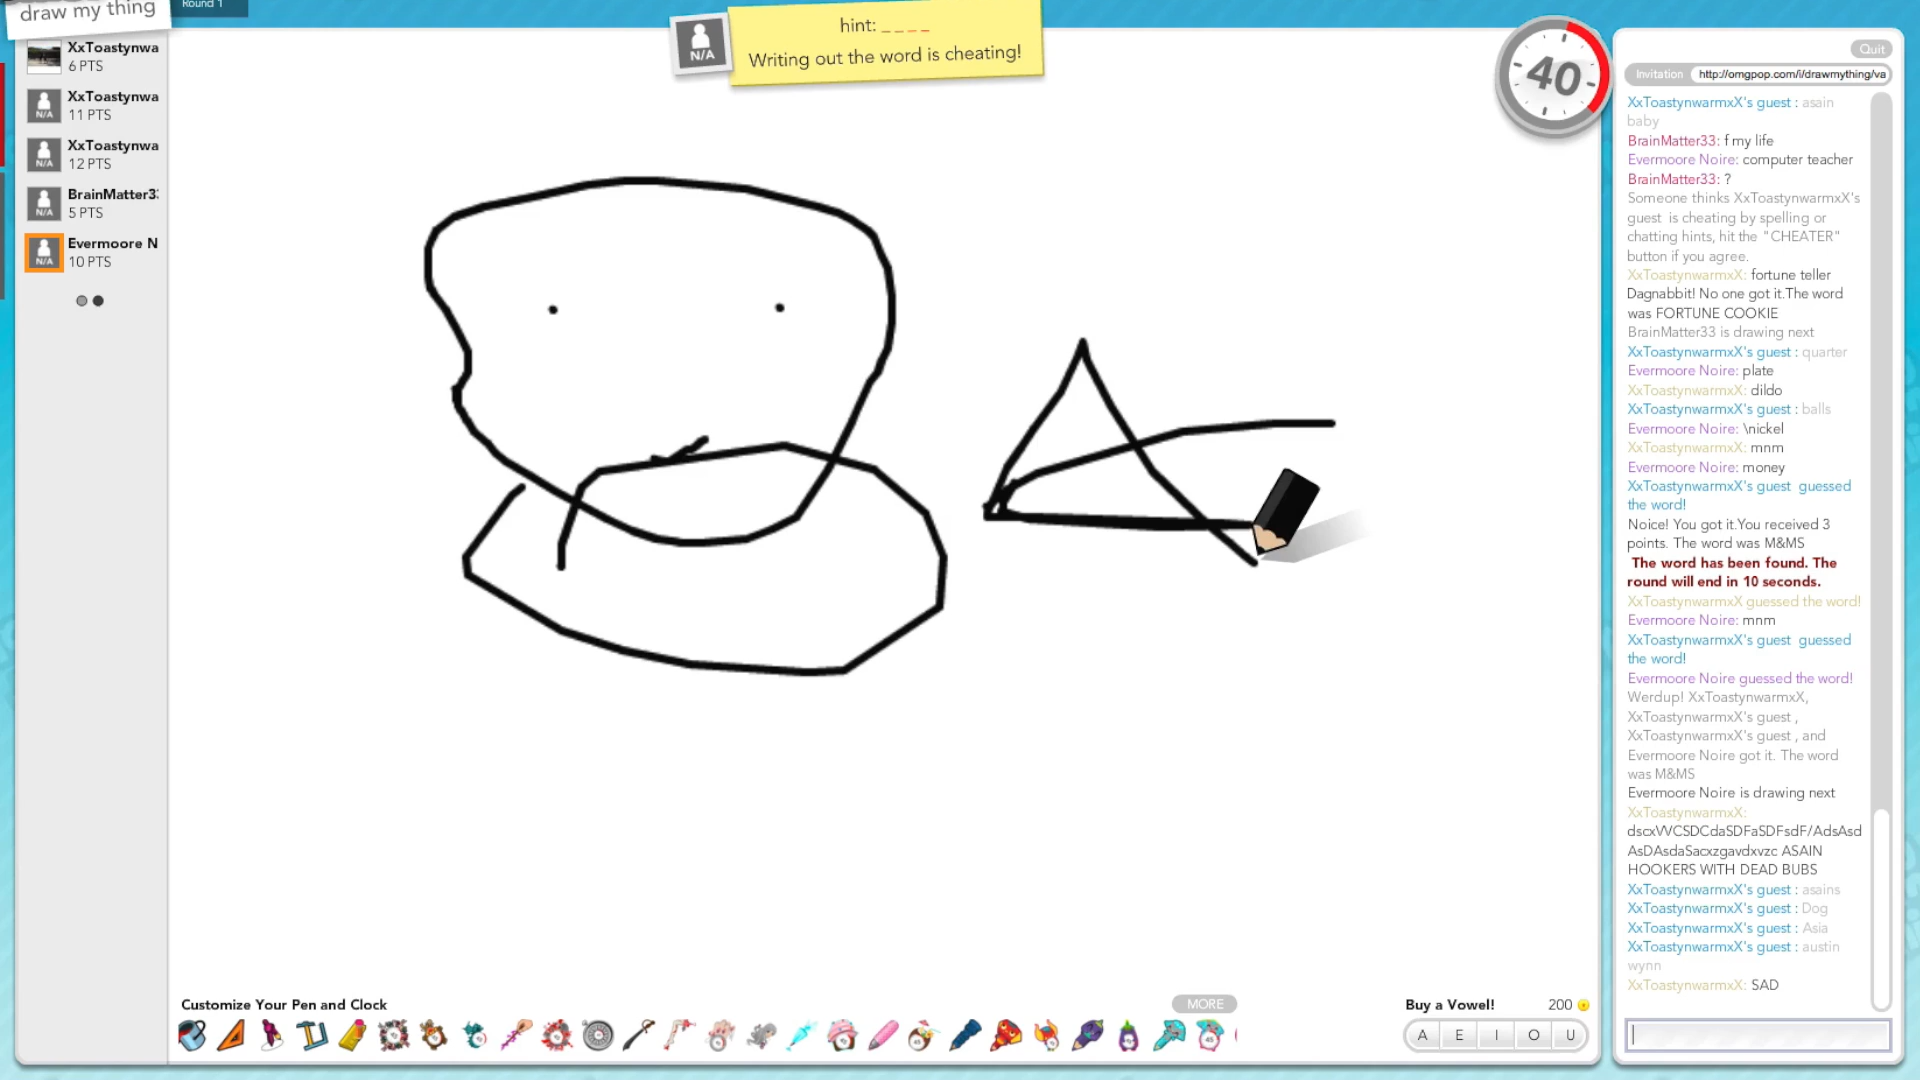 draw my thing
Round 1
XxToastynwa
6 PTS
N/A
XxToastynwa
11 PTS
N/A
XxToastynwa
12 PTS
N/A
BrainMatter3
5 PTS
N/A
Evermoore N
10 PTS
N/A
hint: _ _ _ _
Writing out the word is cheating!
40
Quit
Invitation http://omgpop.com/i/drawmything/va
XxToastynwarmxX's guest : asain
baby
BrainMatter33: f my life
Evermoore Noire: computer teacher
BrainMatter33: ?
Someone thinks XxToastynwarmxX's
guest is cheating by spelling or
chatting hints, hit the "CHEATER"
button if you agree.
XxToastynwarmxX: fortune teller
Dagnabbit! No one got it.The word
was FORTUNE COOKIE
BrainMatter33 is drawing next
XxToastynwarmxX's guest : quarter
Evermoore Noire: plate
XxToastynwarmxX: dildo
XxToastynwarmxX's guest : balls
Evermoore Noire: \nickel
XxToastynwarmxX: mnm
Evermoore Noire: money
XxToastynwarmxX's guest guessed
the word!
Noice! You got it.You received 3
points. The word was M&MS
The word has been found. The
round will end in 10 seconds.
XxToastynwarmxX guessed the word!
Evermoore Noire: mnm
XxToastynwarmxX's guest guessed
the word!
Evermoore Noire guessed the word!
Werdup! XxToastynwarmxX,
XxToastynwarmxX's guest ,
XxToastynwarmxX's guest , and
Evermoore Noire got it. The word
was M&MS
Evermoore Noire is drawing next
XxToastynwarmxX:
dscxVVCSDCdaSDFaSDFsdF/AdsAsd
AsDAsdaSacxzgavdxvzc ASAIN
HOOKERS WITH DEAD BUBS
XxToastynwarmxX's guest : asains
XxToastynwarmxX's guest : Dog
XxToastynwarmxX's guest : Asia
XxToastynwarmxX's guest : austin
wynn
XxToastynwarmxX: SAD
Customize Your Pen and Clock
MORE
Buy a Vowel! 200
A E I O U